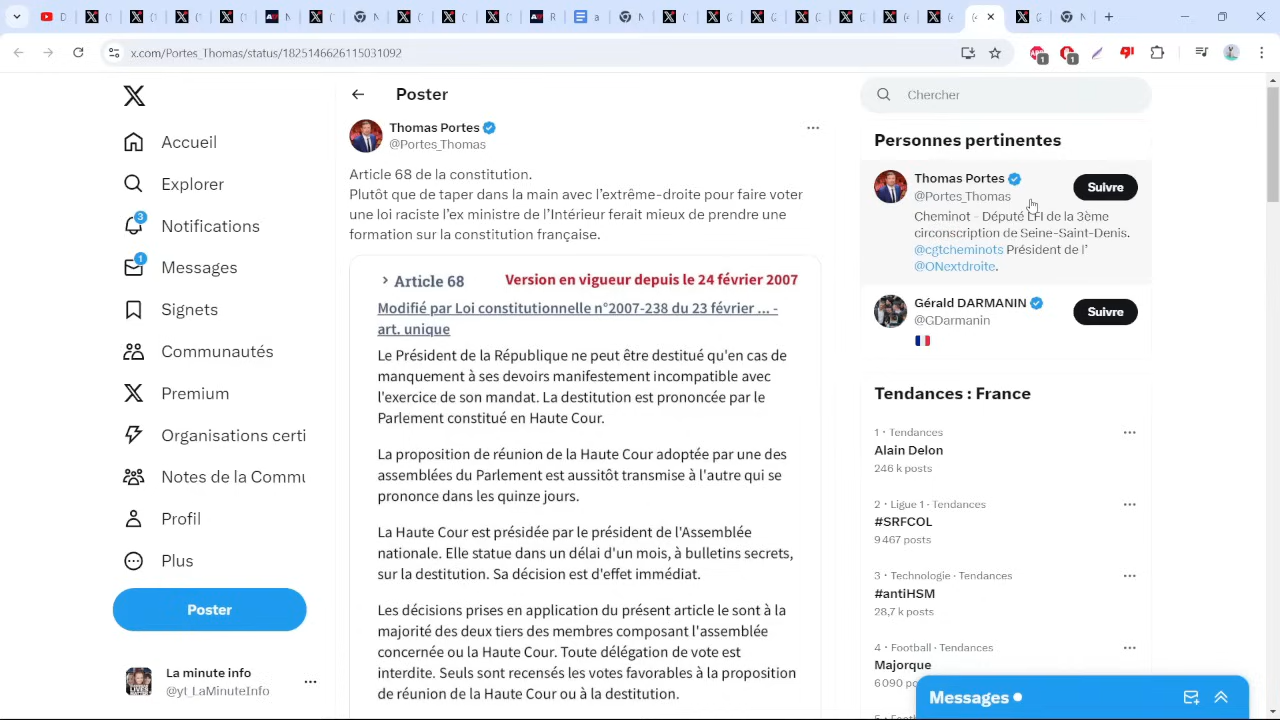 x.com/Portes_Thomas/status/1825146626115031092
1
1
Poster
Accueil
Explorer
3
Notifications
1
Messages
Signets
Communautés
Premium
Organisations certi
Notes de la Commu
Profil
Plus
Poster
La minute info
@yt_LaMinuteInfo
Thomas Portes
@Portes_Thomas
Article 68 de la constitution.
Plutôt que de taper dans la main avec l'extrême-droite pour faire voter
une loi raciste l'ex ministre de l'Intérieur ferait mieux de prendre une
formation sur la constitution française.
Article 68 Version en vigueur depuis le 24 février 2007
Modifié par Loi constitutionnelle n°2007-238 du 23 février ... -
art. unique
Le Président de la République ne peut être destitué qu'en cas de
manquement à ses devoirs manifestement incompatible avec
l'exercice de son mandat. La destitution est prononcée par le
Parlement constitué en Haute Cour.
La proposition de réunion de la Haute Cour adoptée par une des
assemblées du Parlement est aussitôt transmise à l'autre qui se
prononce dans les quinze jours.
La Haute Cour est présidée par le président de l'Assemblée
nationale. Elle statue dans un délai d'un mois, à bulletins secrets,
sur la destitution. Sa décision est d'effet immédiat.
Les décisions prises en application du présent article le sont à la
majorité des deux tiers des membres composant l'assemblée
concernée ou la Haute Cour. Toute délégation de vote est
interdite. Seuls sont recensés les votes favorables à la proposition
de réunion de la Haute Cour ou à la destitution.
Chercher
Personnes pertinentes
Thomas Portes
@Portes_Thomas
Suivre
Cheminot - Député LFI de la 3ème
circonscription de Seine-Saint-Denis.
@cgtcheminots Président de l'
@ONextdroite.
Gérald DARMANIN
@GDarmanin
Suivre
Tendances : France
1 · Tendances
Alain Delon
246 k posts
2 · Ligue 1 · Tendances
#SRFCOL
9 467 posts
3 · Technologie · Tendances
#antiHSM
28,7 k posts
4 · Football · Tendances
Majorque
6 090
Messages